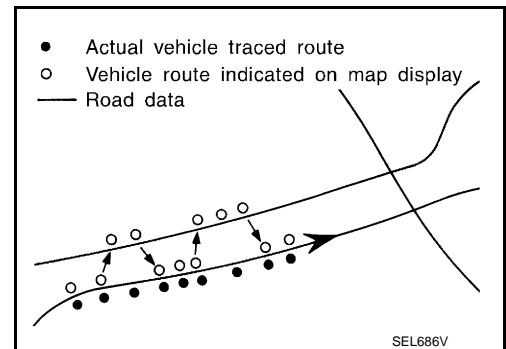 Actual vehicle traced route
Vehicle route indicated on map display
Road data
SEL686V